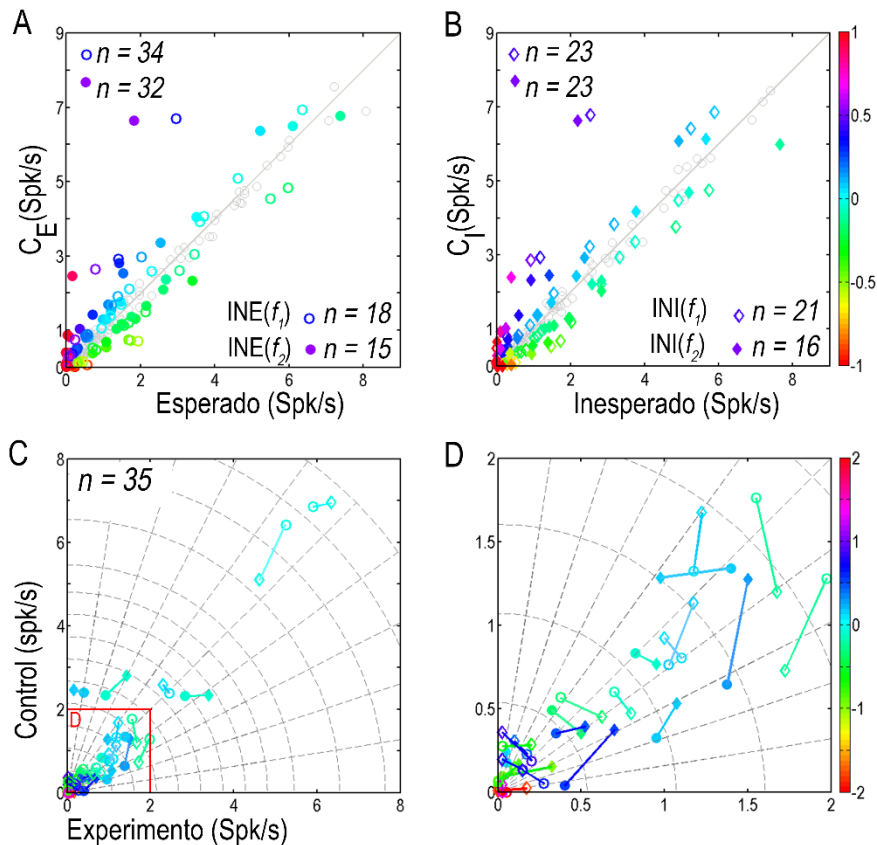 A
9
n = 34
n = 32
6
3
1
0
C_E(Spk/s)
INE(f₁) n = 18
INE(f₂) n = 15
0 2 4 6 8
Esperado (Spk/s)
B
9
n = 23
n = 23
6
3
1
0
C_I(Spk/s)
INI(f₁) n = 21
INI(f₂) n = 16
0 2 4 6 8
Inesperado (Spk/s)
1
0.5
0
-0.5
-1
C
n = 35
8
7
6
5
4
3
2
1
0
Control (spk/s)
D
0 2 4 6 8
Experimento (Spk/s)
D
2
1.5
1
0.5
0
0 0.5 1 1.5 2
2
1
0
-1
-2